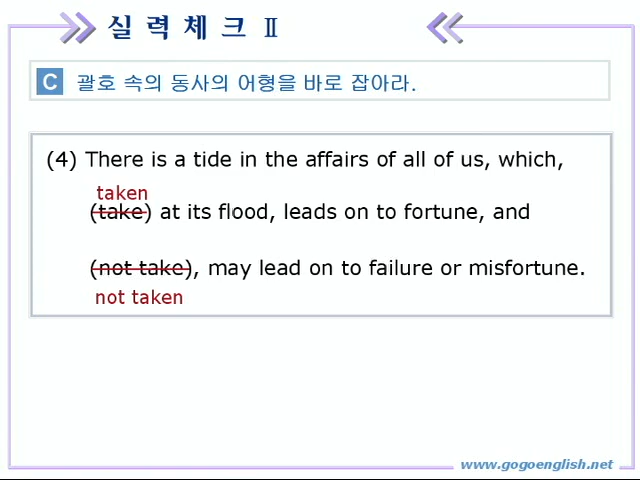 실 력 체 크 Ⅱ
C 괄호 속의 동사의 어형을 바로 잡아라.
(4) There is a tide in the affairs of all of us, which,
taken
(take) at its flood, leads on to fortune, and
(not take), may lead on to failure or misfortune.
not taken
www.gogoenglish.net